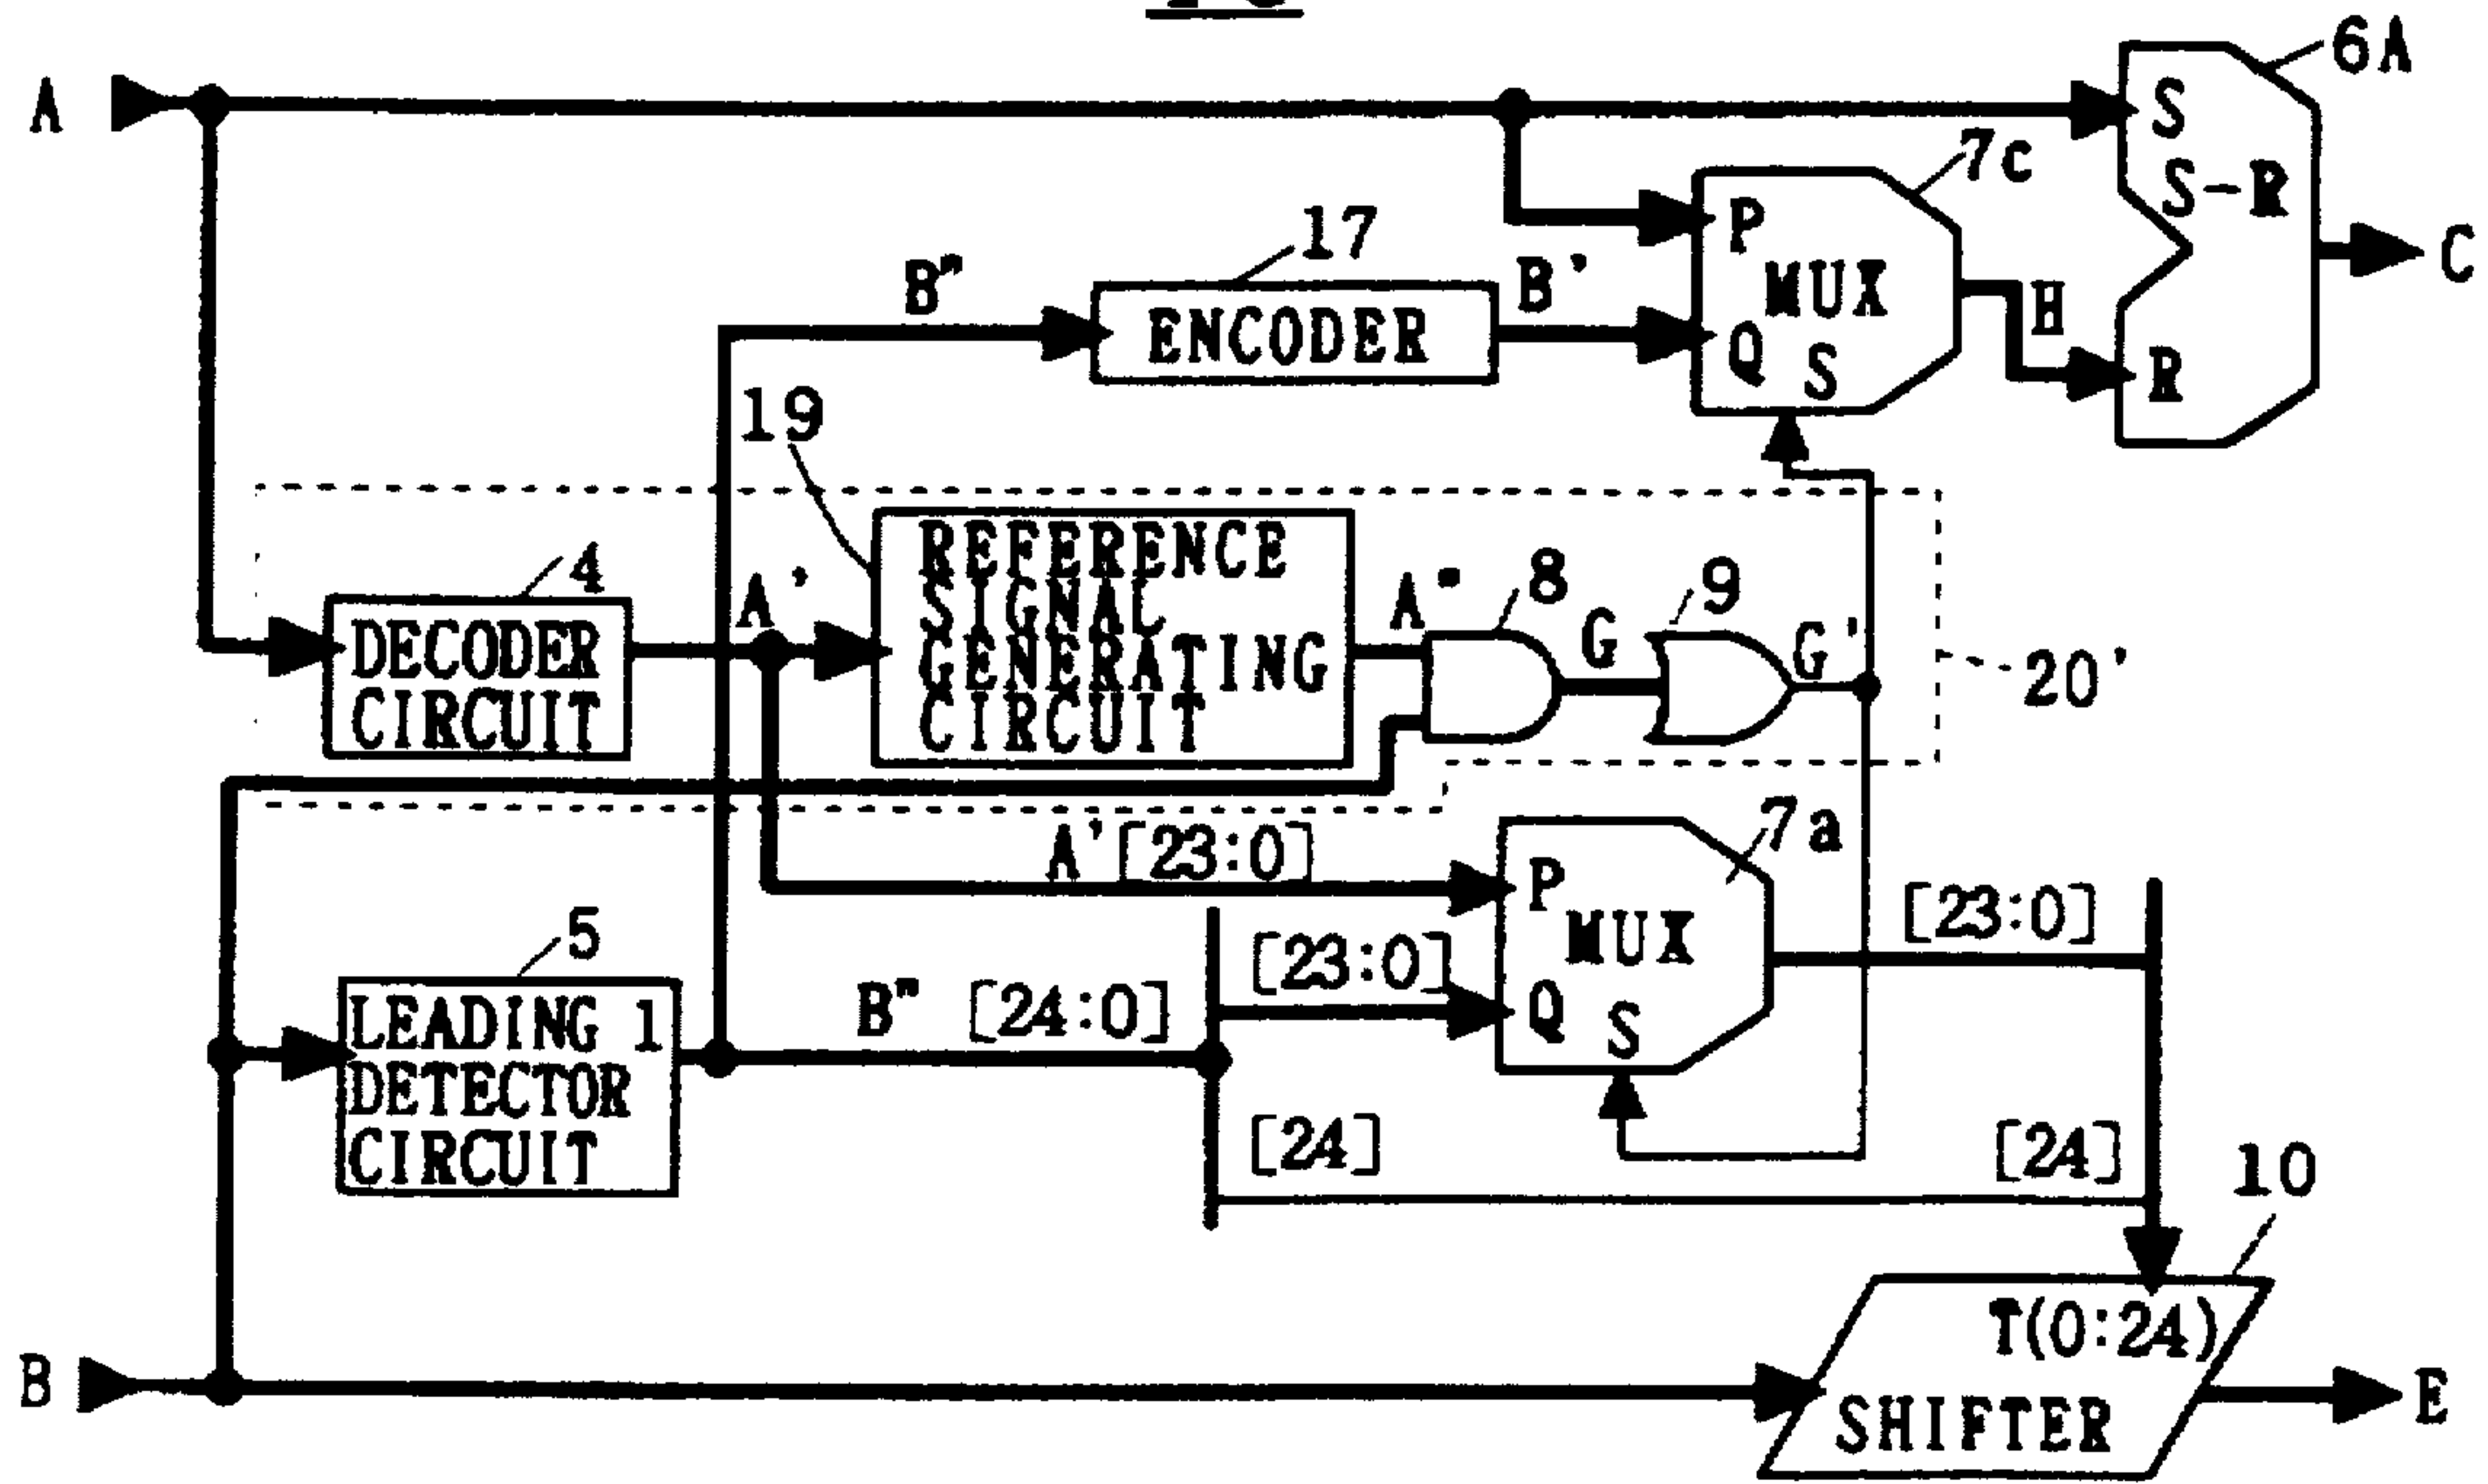 A
6A
S
S-R
7c
P
17
B"
ENCODER
B'
MUX
Q
S
H
R
C
19
REFERENCE
SIGNAL
GENERATING
CIRCUIT
4
A'
DECODER
CIRCUIT
A"
8
G
9
G'
20'
A'[23:0]
7a
P
MUX
[23:0]
[23:0]
Q
S
5
LEADING 1
DETECTOR
CIRCUIT
B" [24:0]
[24]
[24]
10
T(0:24)
B
SHIFTER
E